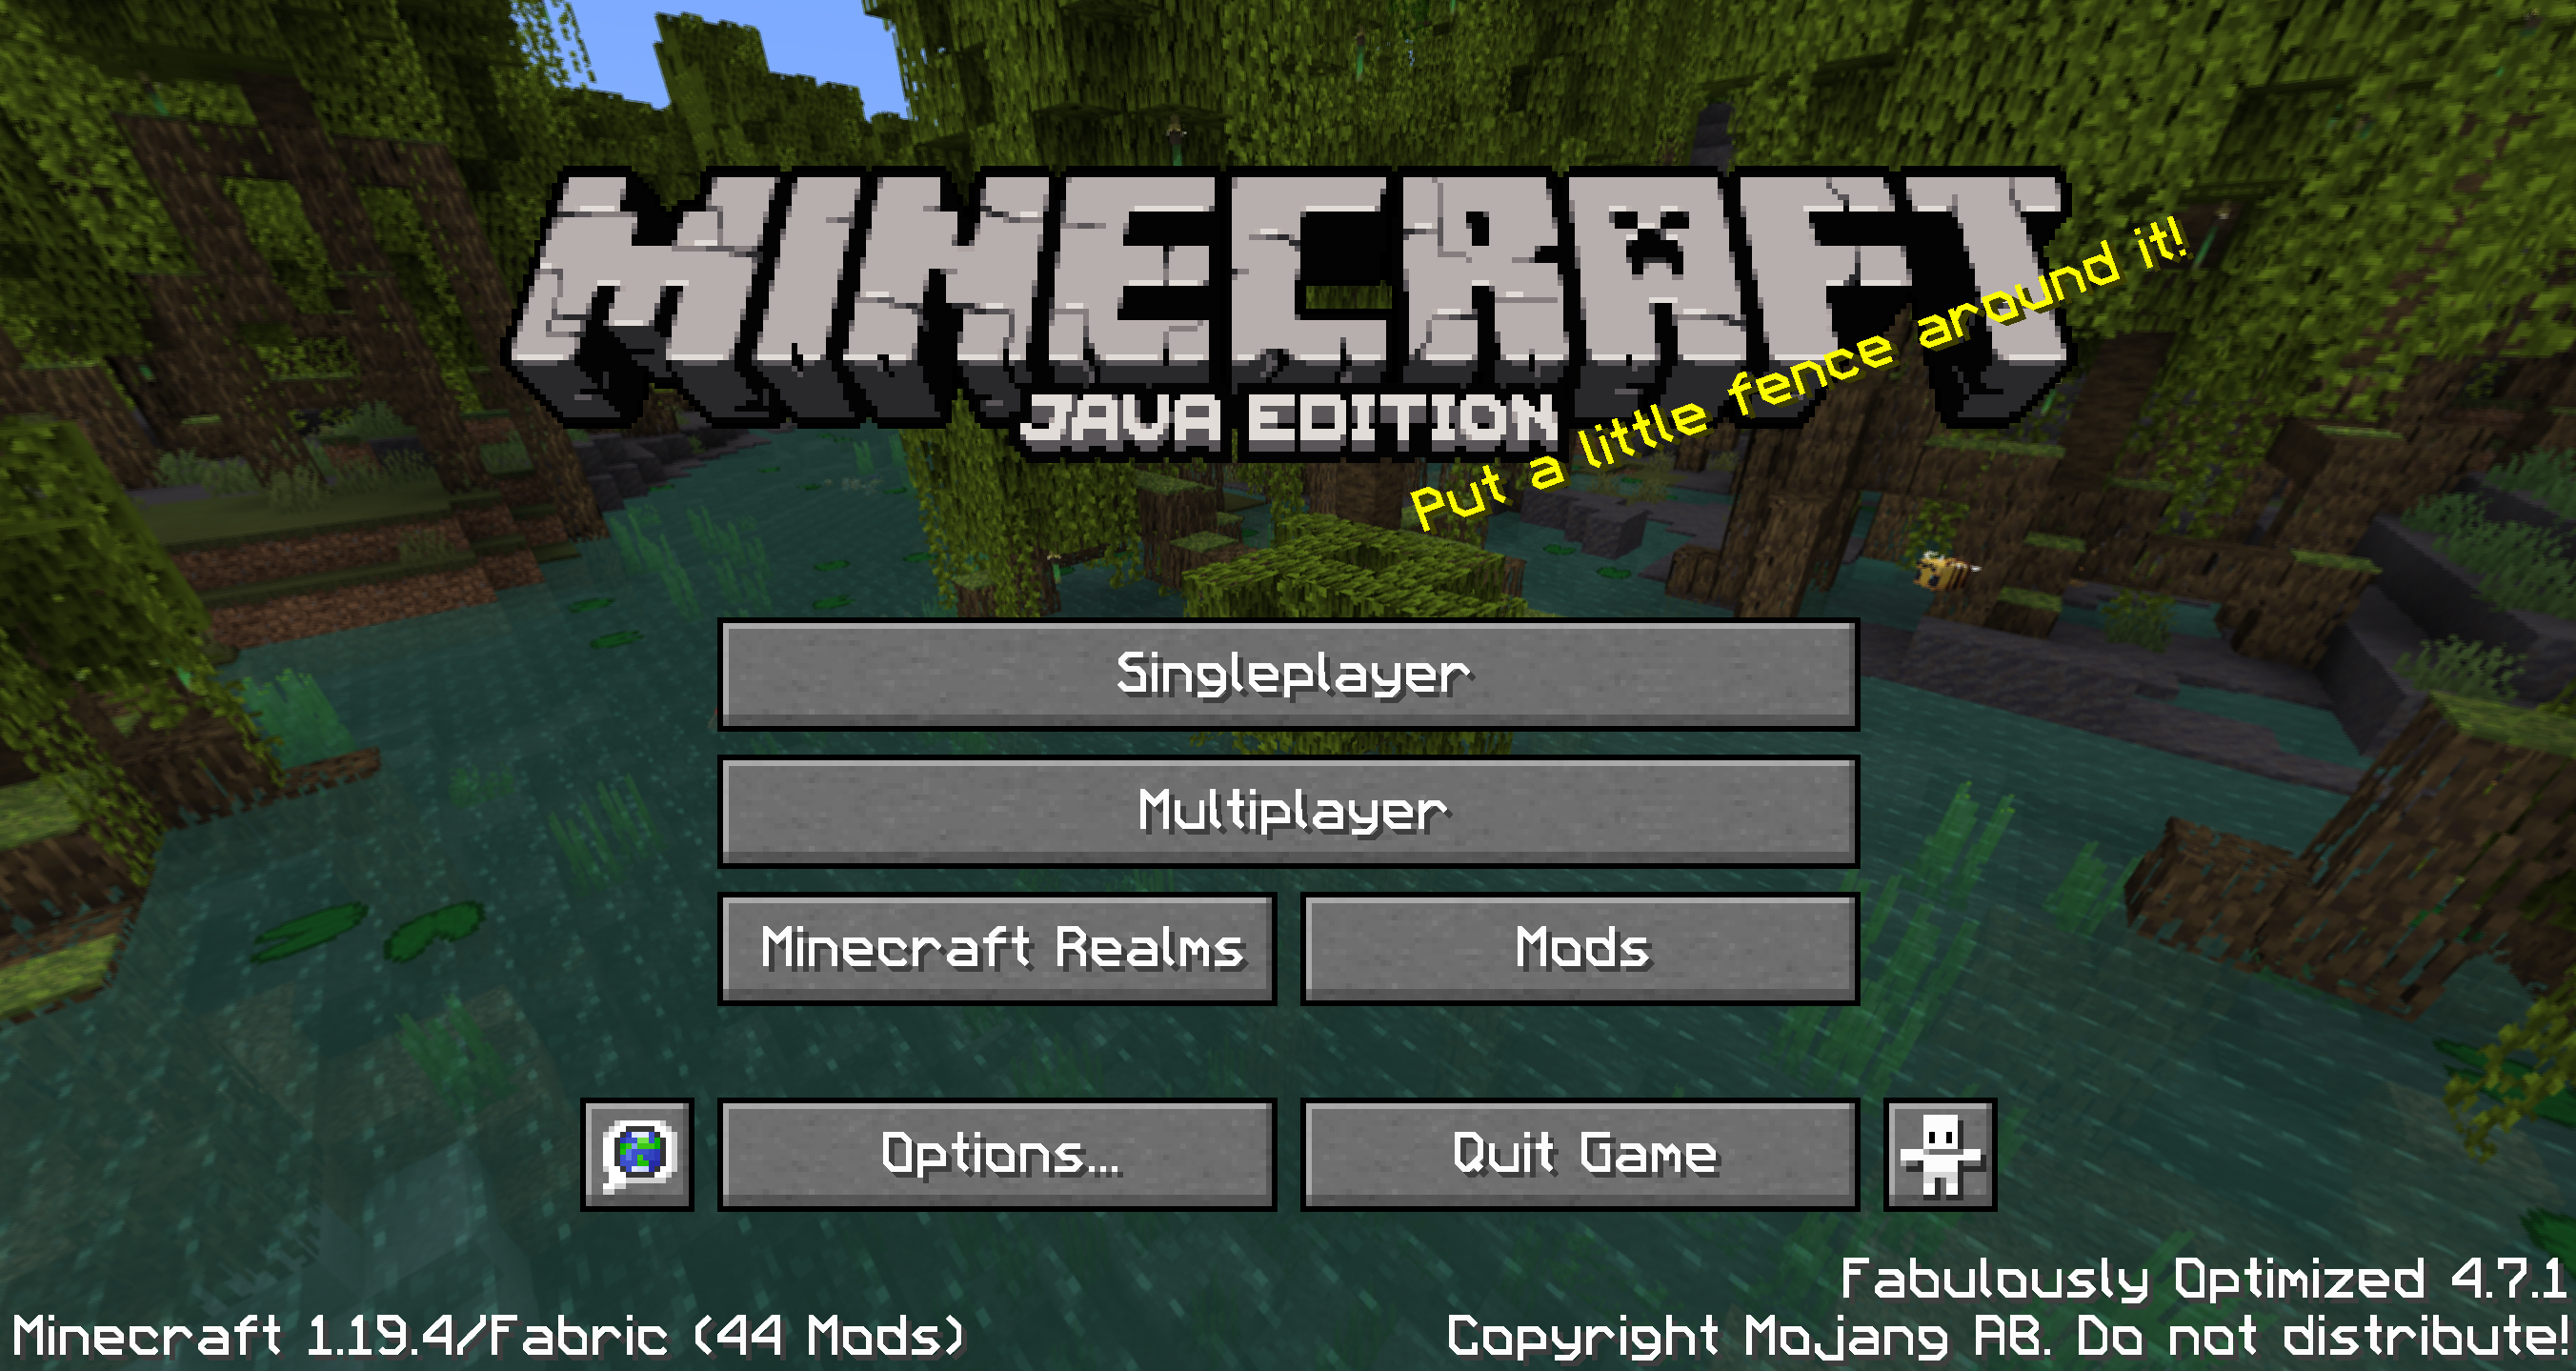 MINECRAFT
JAVA EDITION
Put a little fence around it!
Singleplayer
Multiplayer
Minecraft Realms
Mods
Options...
Quit Game
Fabulously Optimized 4.7.1
Minecraft 1.19.4/Fabric (44 Mods)
Copyright Mojang AB. Do not distribute!